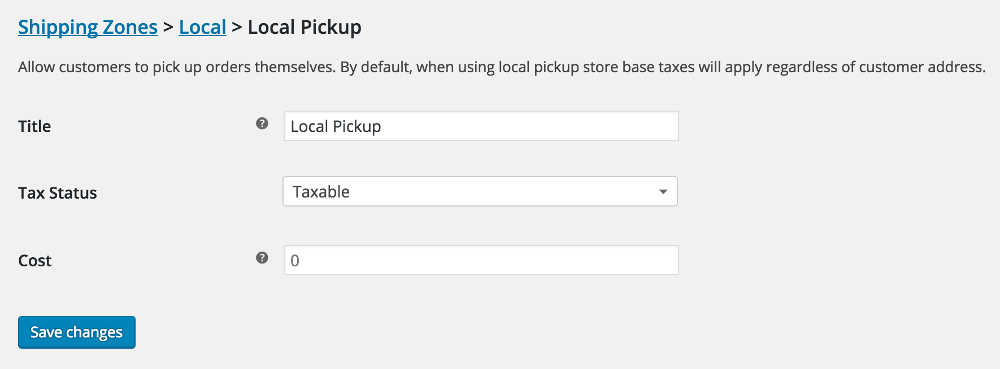 Shipping Zones > Local > Local Pickup
Allow customers to pick up orders themselves. By default, when using local pickup store base taxes will apply regardless of customer address.
Title ? Local Pickup
Tax Status Taxable
Cost ? 0
Save changes